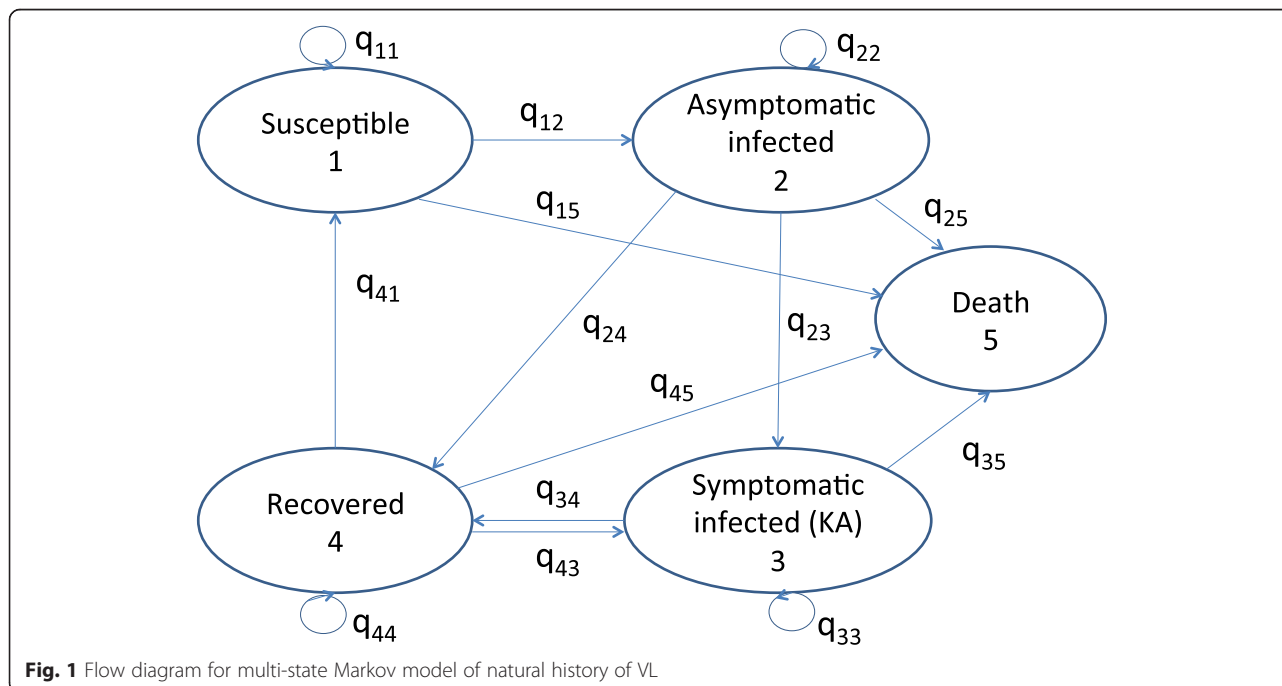 q11
q22
Susceptible
1
q12
Asymptomatic
infected
2
q15
q25
q41
q24
q23
Death
5
q45
q35
Recovered
4
q34
q43
Symptomatic
infected (KA)
3
q44
q33
Fig. 1 Flow diagram for multi-state Markov model of natural history of VL